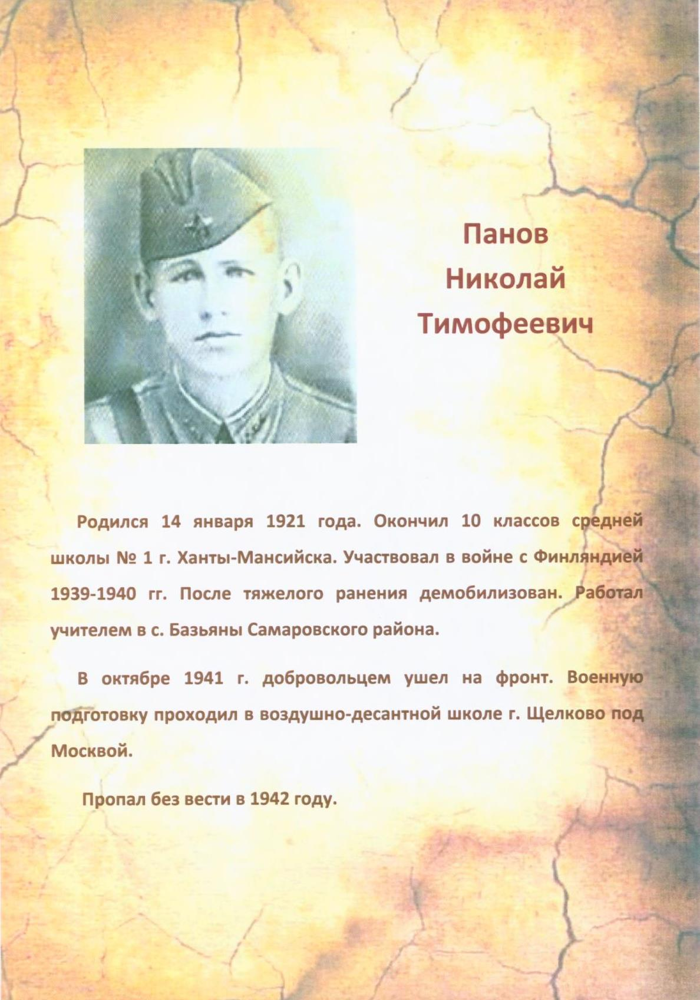 Панов
Николай
Тимофеевич
Родился 14 января 1921 года. Окончил 10 классов средней
школы № 1 г. Ханты-Мансийска. Участвовал в войне с Финляндией
1939-1940 гг. После тяжелого ранения демобилизован. Работал
учителем в с. Базьяны Самаровского района.
В октябре 1941 г. добровольцем ушел на фронт. Военную
подготовку проходил в воздушно-десантной школе г. Щелково под
Москвой.
Пропал без вести в 1942 году.